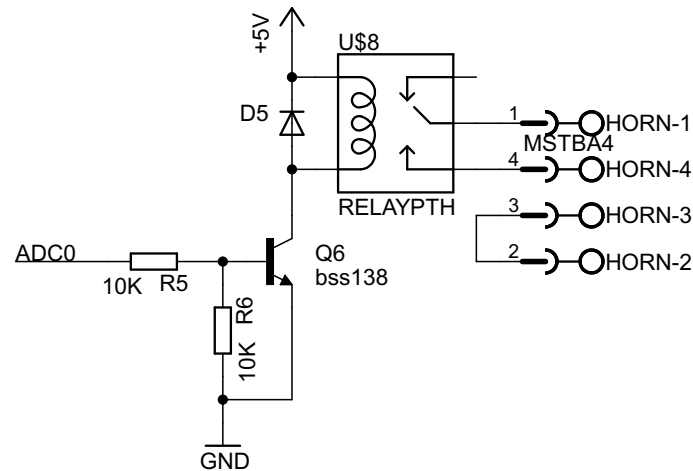 +5V
U$8
D5
1
HORN-1
MSTBA4
4
HORN-4
RELAYPTH
3
HORN-3
2
HORN-2
ADC0
Q6
bss138
10K
R5
R6
10K
GND